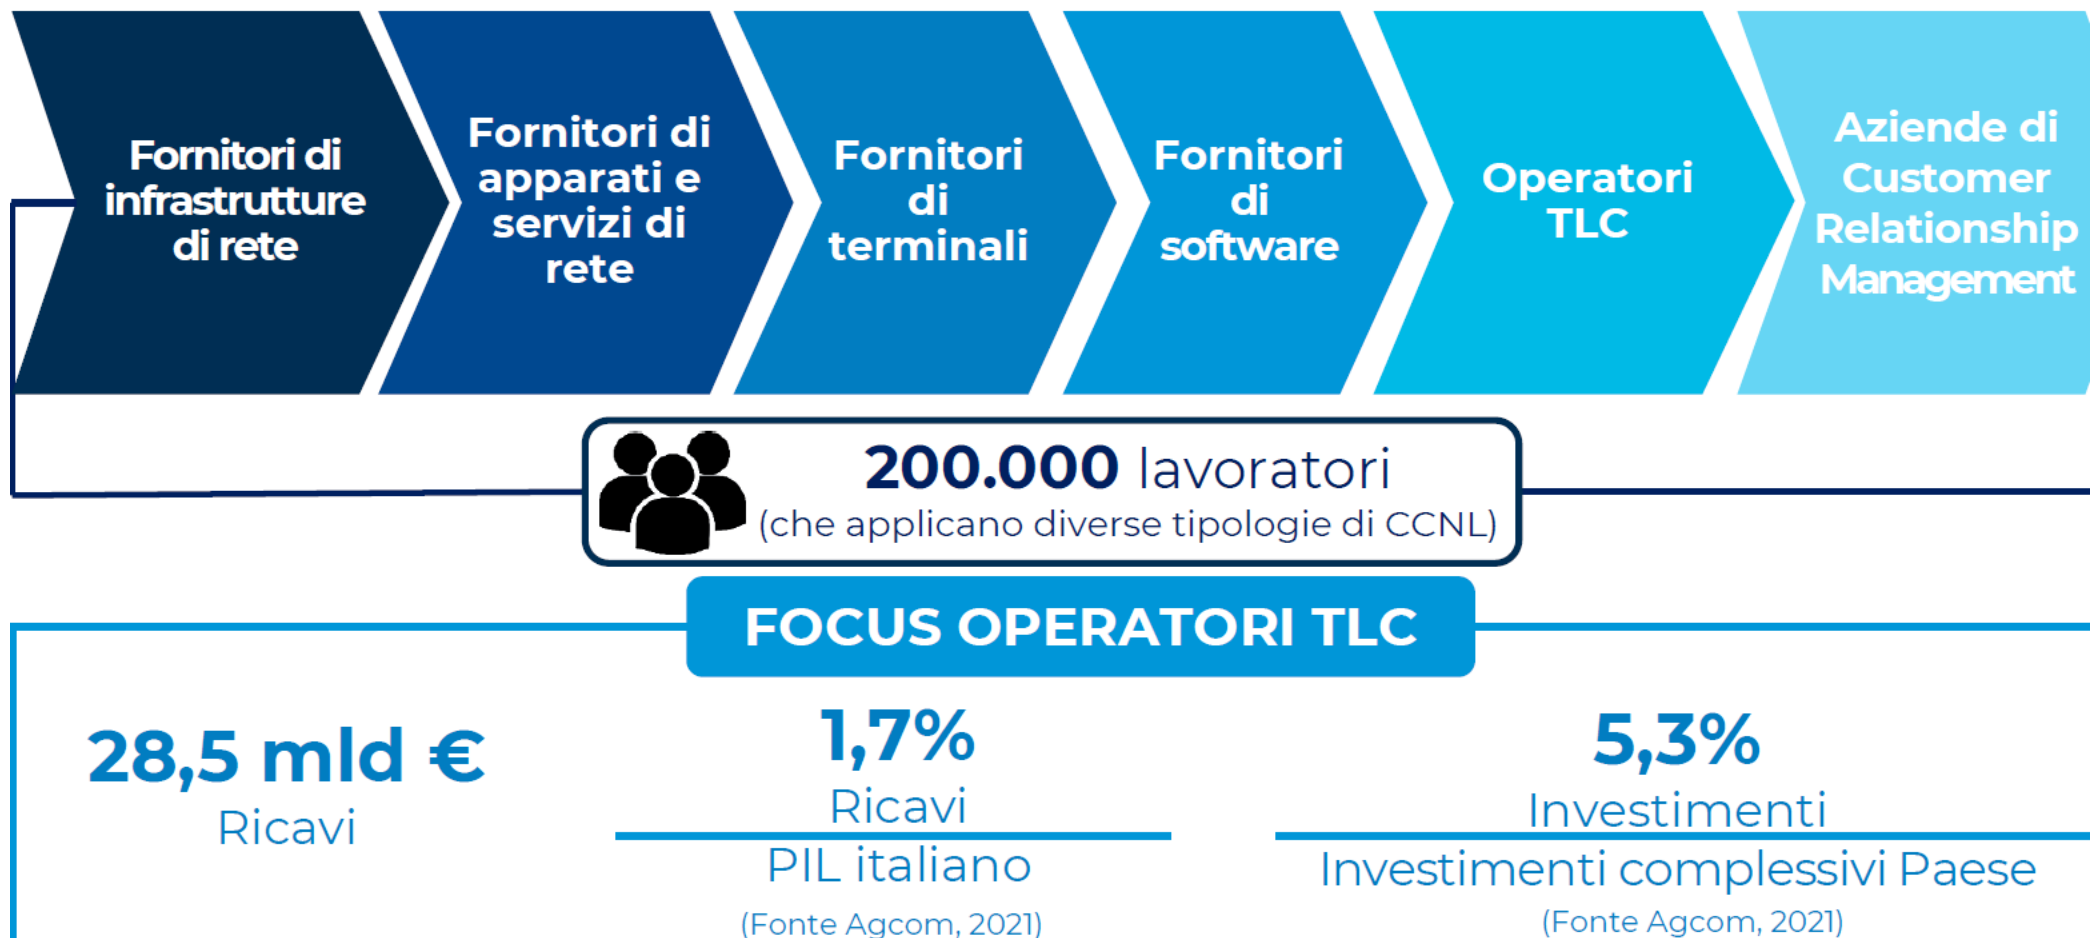 Fornitori di
infrastrutture
di rete
Fornitori di
apparati e
servizi di
rete
Fornitori
di
terminali
Fornitori
di
software
Operatori
TLC
Aziende di
Customer
Relationship
Management
200.000 lavoratori
(che applicano diverse tipologie di CCNL)
FOCUS OPERATORI TLC
28,5 mld €
Ricavi
1,7%
Ricavi
PIL italiano
(Fonte Agcom, 2021)
5,3%
Investimenti
Investimenti complessivi Paese
(Fonte Agcom, 2021)